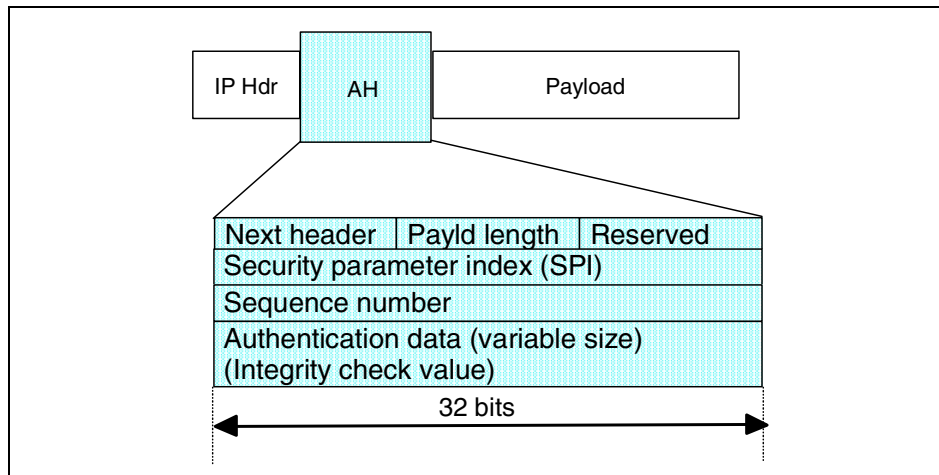 IP Hdr AH Payload
Next header Payld length Reserved
Security parameter index (SPI)
Sequence number
Authentication data (variable size)
(Integrity check value)
32 bits